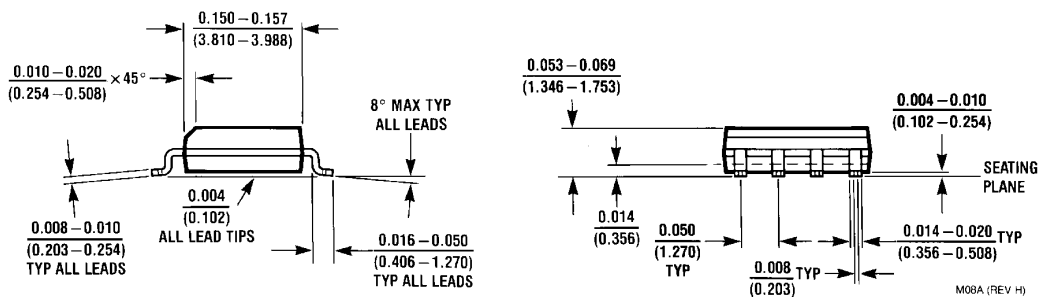 0.150 – 0.157
(3.810 – 3.988)
0.010 – 0.020
(0.254 – 0.508)
×45°
8° MAX TYP
ALL LEADS
0.004
(0.102)
ALL LEAD TIPS
0.008 – 0.010
(0.203 – 0.254)
TYP ALL LEADS
0.016 – 0.050
(0.406 – 1.270)
TYP ALL LEADS
0.053 – 0.069
(1.346 – 1.753)
0.004 – 0.010
(0.102 – 0.254)
SEATING
PLANE
0.014
(0.356)
0.050
(1.270)
TYP
0.008
(0.203)
TYP
0.014 – 0.020
(0.356 – 0.508)
TYP
M08A (REV H)